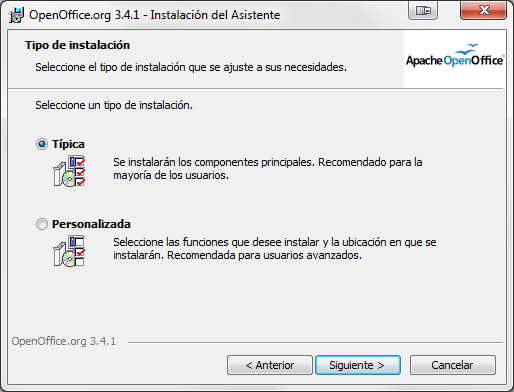 OpenOffice.org 3.4.1 - Instalación del Asistente
Tipo de instalación
Seleccione el tipo de instalación que se ajuste a sus necesidades.
Apache OpenOffice™
Seleccione un tipo de instalación.
Típica
Se instalarán los componentes principales. Recomendado para la
mayoría de los usuarios.
Personalizada
Seleccione las funciones que desee instalar y la ubicación en que se
instalarán. Recomendada para usuarios avanzados.
OpenOffice.org 3.4.1
< Anterior
Siguiente >
Cancelar